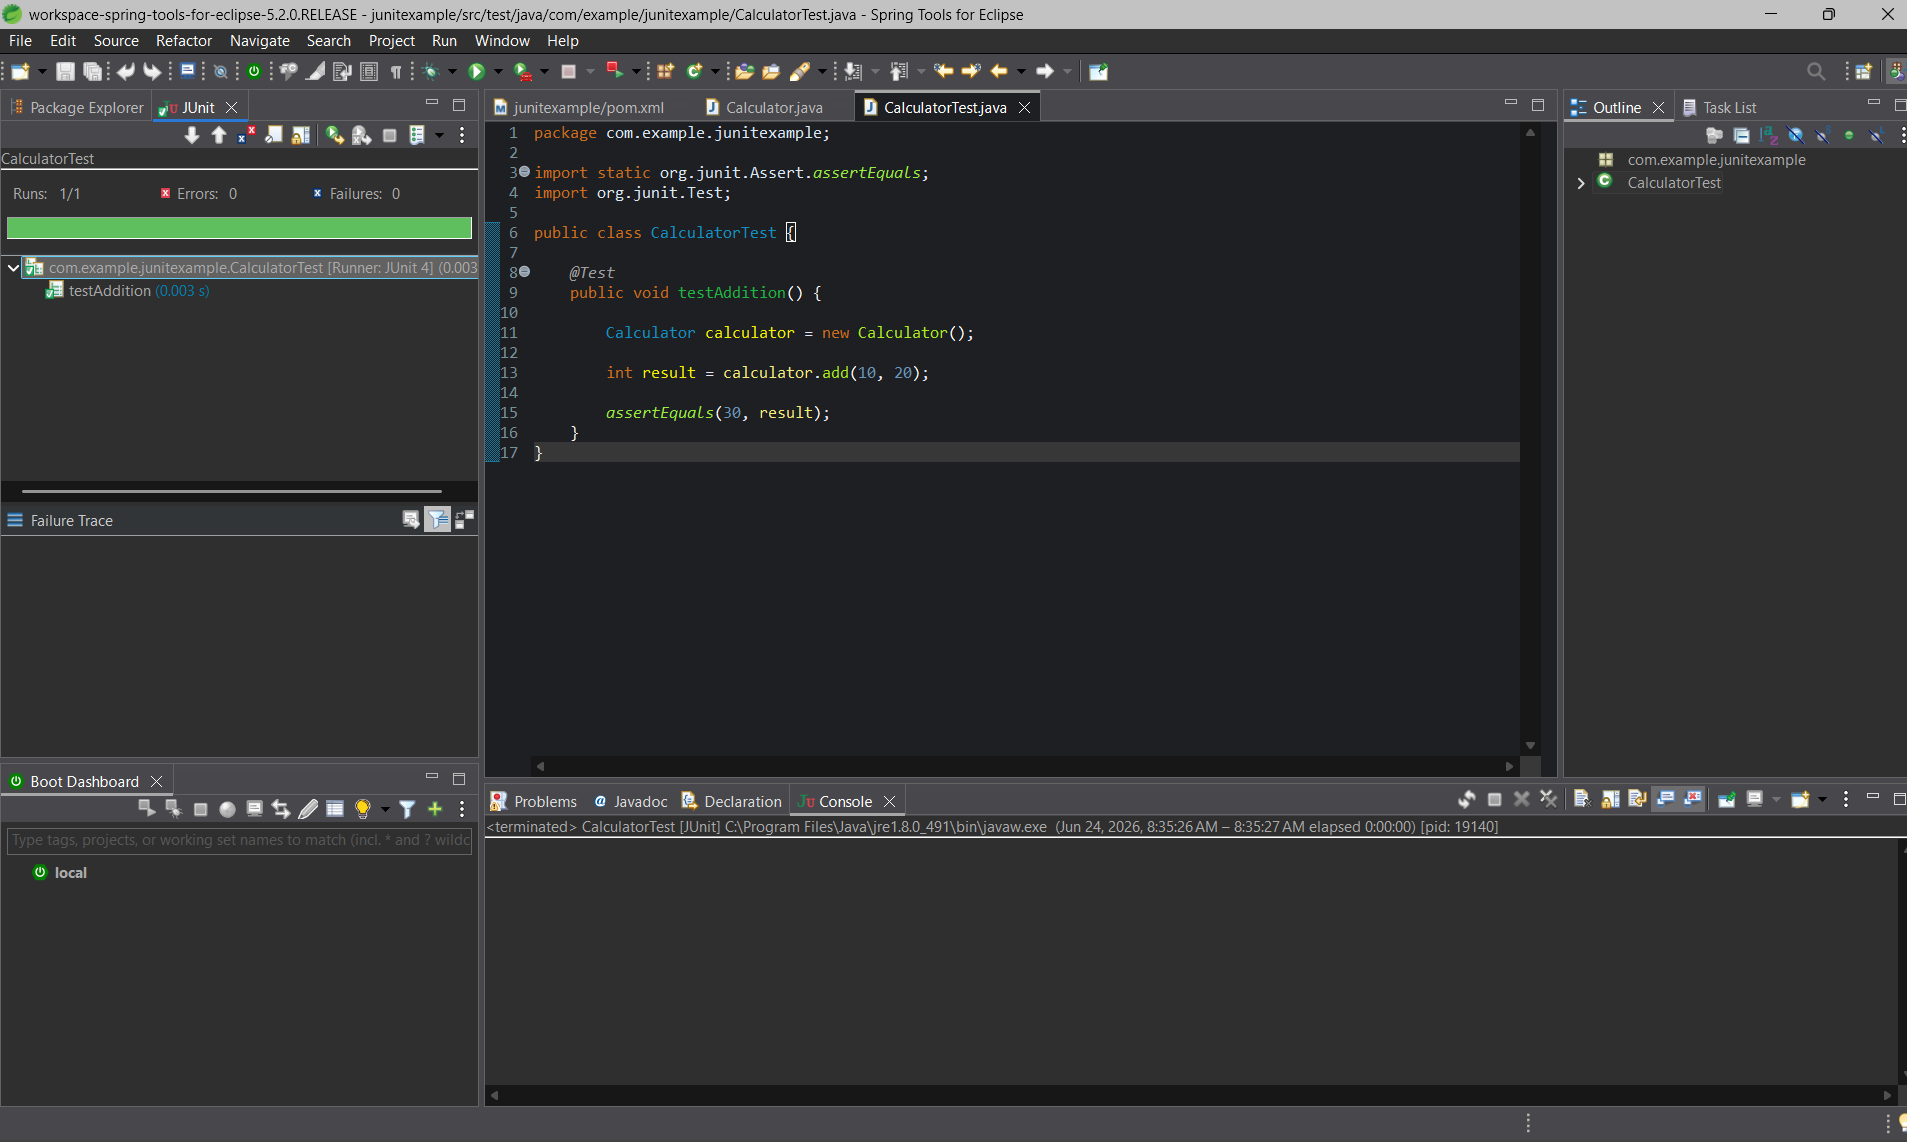 workspace-spring-tools-for-eclipse-5.2.0.RELEASE - junitexample/src/test/java/com/example/junitexample/CalculatorTest.java - Spring Tools for Eclipse
File Edit Source Refactor Navigate Search Project Run Window Help
Package Explorer JUnit
CalculatorTest
Runs: 1/1 Errors: 0 Failures: 0
com.example.junitexample.CalculatorTest [Runner: JUnit 4] (0.003
testAddition (0.003 s)
Failure Trace
junitexample/pom.xml Calculator.java CalculatorTest.java
1 package com.example.junitexample;
2
3 import static org.junit.Assert.assertEquals;
4 import org.junit.Test;
5
6 public class CalculatorTest {
7
8 @Test
9 public void testAddition() {
10
11 Calculator calculator = new Calculator();
12
13 int result = calculator.add(10, 20);
14
15 assertEquals(30, result);
16 }
17 }
Outline Task List
com.example.junitexample
CalculatorTest
Boot Dashboard
Type tags, projects, or working set names to match (incl. * and ? wildc
local
Problems Javadoc Declaration Console
<terminated> CalculatorTest [JUnit] C:\Program Files\Java\jre1.8.0_491\bin\javaw.exe (Jun 24, 2026, 8:35:26 AM – 8:35:27 AM elapsed 0:00:00) [pid: 19140]